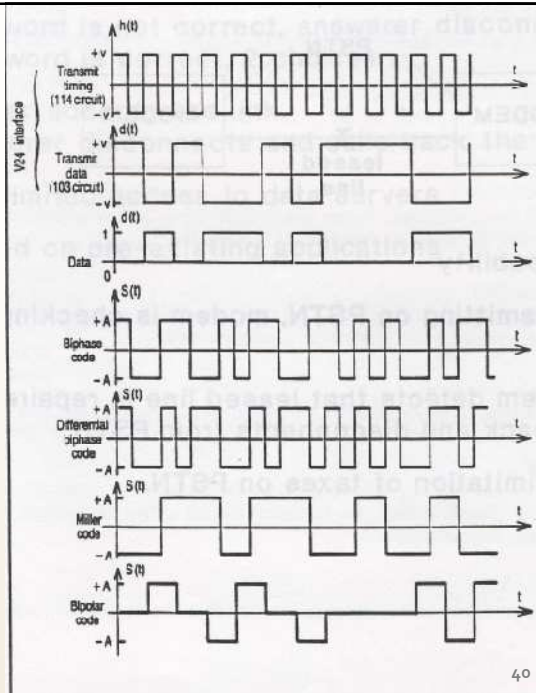 h(t)
+v
Transmit
timing
(114 circuit)
-v
t
V24 interface
d(t)
+v
Transmit
data
(103 circuit)
t
d(t)
1
Data
0
t
S(t)
+A
Biphase
code
-A
t
S(t)
+A
Differential
biphase
code
-A
t
S(t)
+A
Miller
code
-A
t
S(t)
+A
Bipolar
code
-A
t
40